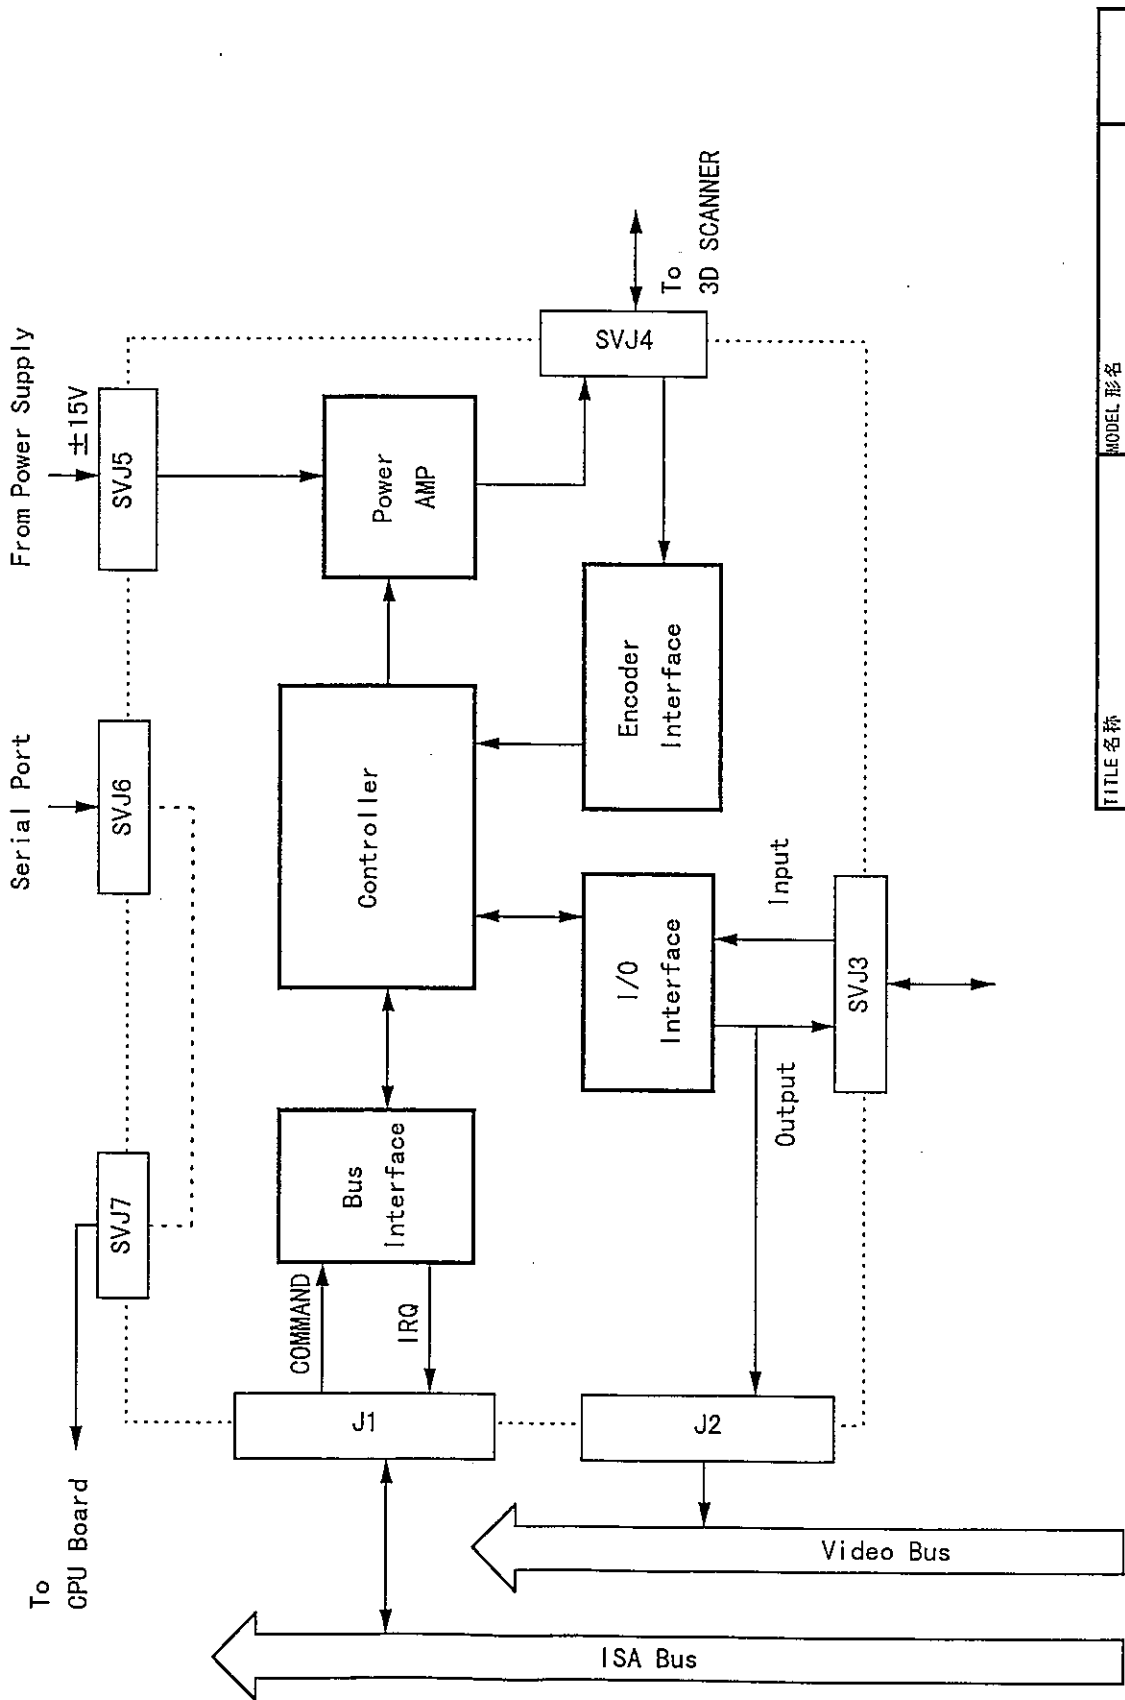 To
CPU Board
Serial Port
From Power Supply
±15V
SVJ7
SVJ6
SVJ5
COMMAND
IRQ
Bus
Interface
Controller
Power
AMP
J1
J2
I/O
Interface
Encoder
Interface
SVJ4
To
3D SCANNER
Output
Input
SVJ3
Video Bus
ISA Bus
TITLE 名称
MODEL 形名